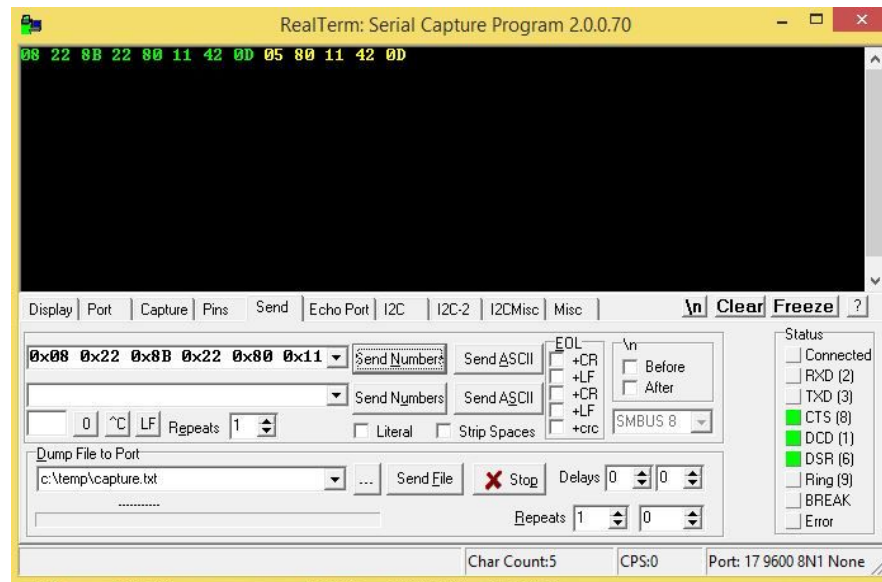 RealTerm: Serial Capture Program 2.0.0.70
08 22 8B 22 80 11 42 0D 05 80 11 42 0D
Display Port Capture Pins Send Echo Port I2C I2C-2 I2CMisc Misc \n Clear Freeze ?
0x08 0x22 0x8B 0x22 0x80 0x11 Send Numbers Send ASCII
Send Numbers Send ASCII
0 ^C LF Repeats 1 Literal Strip Spaces
EOL
+CR
+LF
+CR
+LF
+crc
\n
Before
After
SMBUS 8
Dump File to Port
c:\temp\capture.txt ... Send File Stop Delays 0 0
Repeats 1 0
Status
Connected
RXD (2)
TXD (3)
CTS (8)
DCD (1)
DSR (6)
Ring (9)
BREAK
Error
Char Count:5 CPS:0 Port: 17 9600 8N1 None